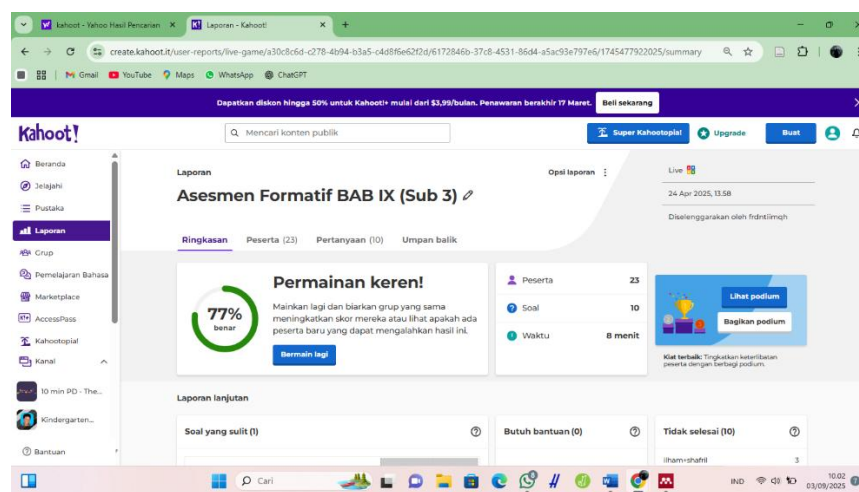 kahoot - Yahoo Hasil Pencarian
Laporan - Kahoot!
create.kahoot.it/user-reports/live-game/a30c8c6d-c278-4b94-b3a5-c4d8f6e62f2d/6172846b-37c8-4531-86d4-a5ac93e797e6/1745477922025/summary
Gmail YouTube Maps WhatsApp ChatGPT
Dapatkan diskon hingga 50% untuk Kahoot!+ mulai dari $3,99/bulan. Penawaran berakhir 17 Maret. Beli sekarang
Kahoot!
Mencari konten publik
Super Kahootopia!
Upgrade
Buat
Beranda
Jelajahi
Pustaka
Laporan
Grup
Pemelajaran Bahasa
Marketplace
AccessPass
Kahootopia!
Kanal
10 min PD - The...
Kindergarten...
Bantuan
Laporan
Opsi laporan
Asesmen Formatif BAB IX (Sub 3)
Live
24 Apr 2025, 13.58
Diselenggarakan oleh frdntlimqh
Ringkasan Peserta (23) Pertanyaan (10) Umpan balik
77%
benar
Permainan keren!
Mainkan lagi dan biarkan grup yang sama
meningkatkan skor mereka atau lihat apakah ada
peserta baru yang dapat mengalahkan hasil ini.
Bermain lagi
Peserta 23
Soal 10
Waktu 8 menit
Lihat podium
Bagikan podium
Kiat terbaik: Tingkatkan keterlibatan
peserta dengan berbagi podium.
Laporan lanjutan
Soal yang sulit (1)
Butuh bantuan (0)
Tidak selesai (10)
ilham+shafril 3
Cari
IND
10.02
03/09/2025